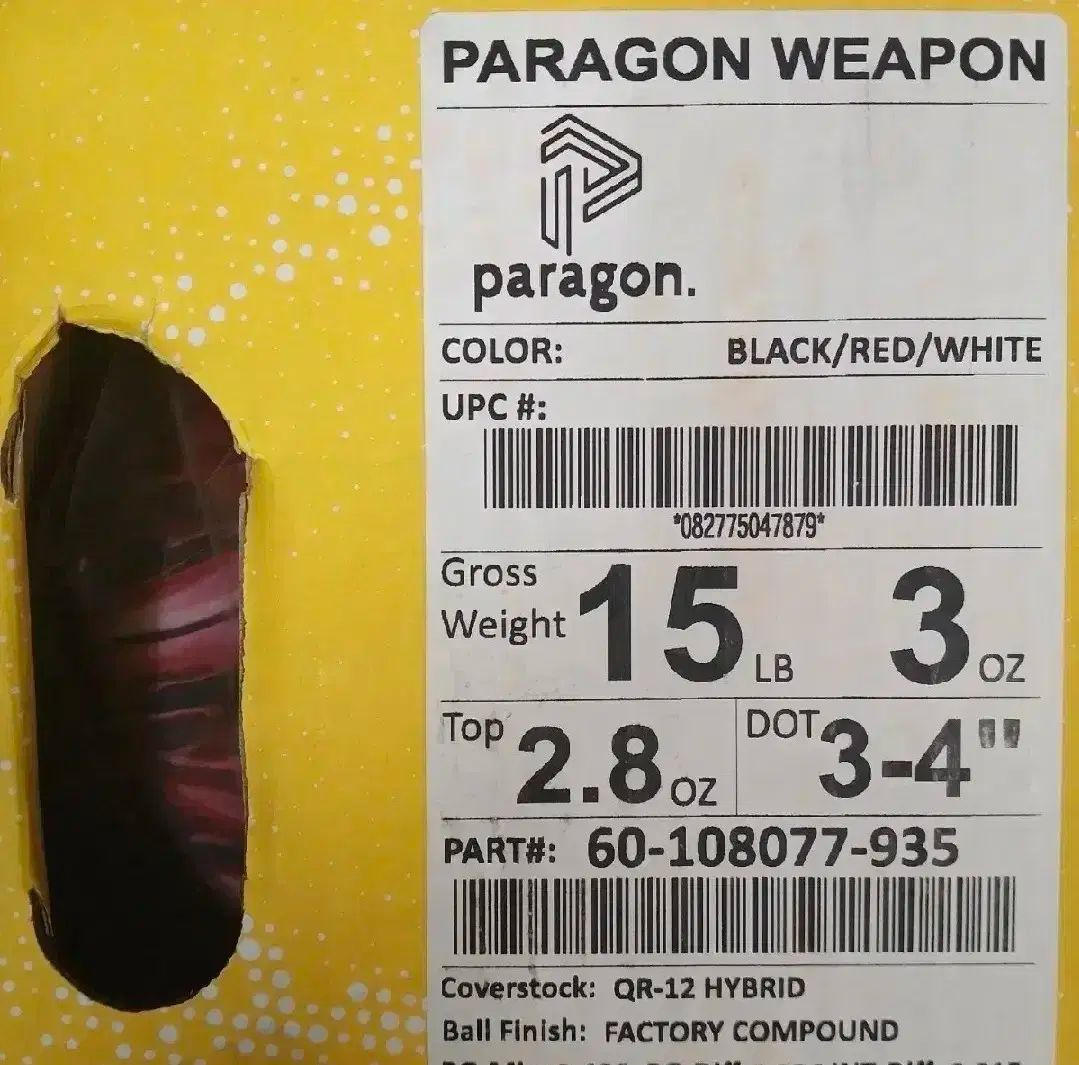 PARAGON WEAPON
paragon.
COLOR: BLACK/RED/WHITE
UPC #:
*082775047879*
Gross Weight 15 LB 3 OZ
Top 2.8 OZ DOT 3-4"
PART#: 60-108077-935
Coverstock: QR-12 HYBRID
Ball Finish: FACTORY COMPOUND